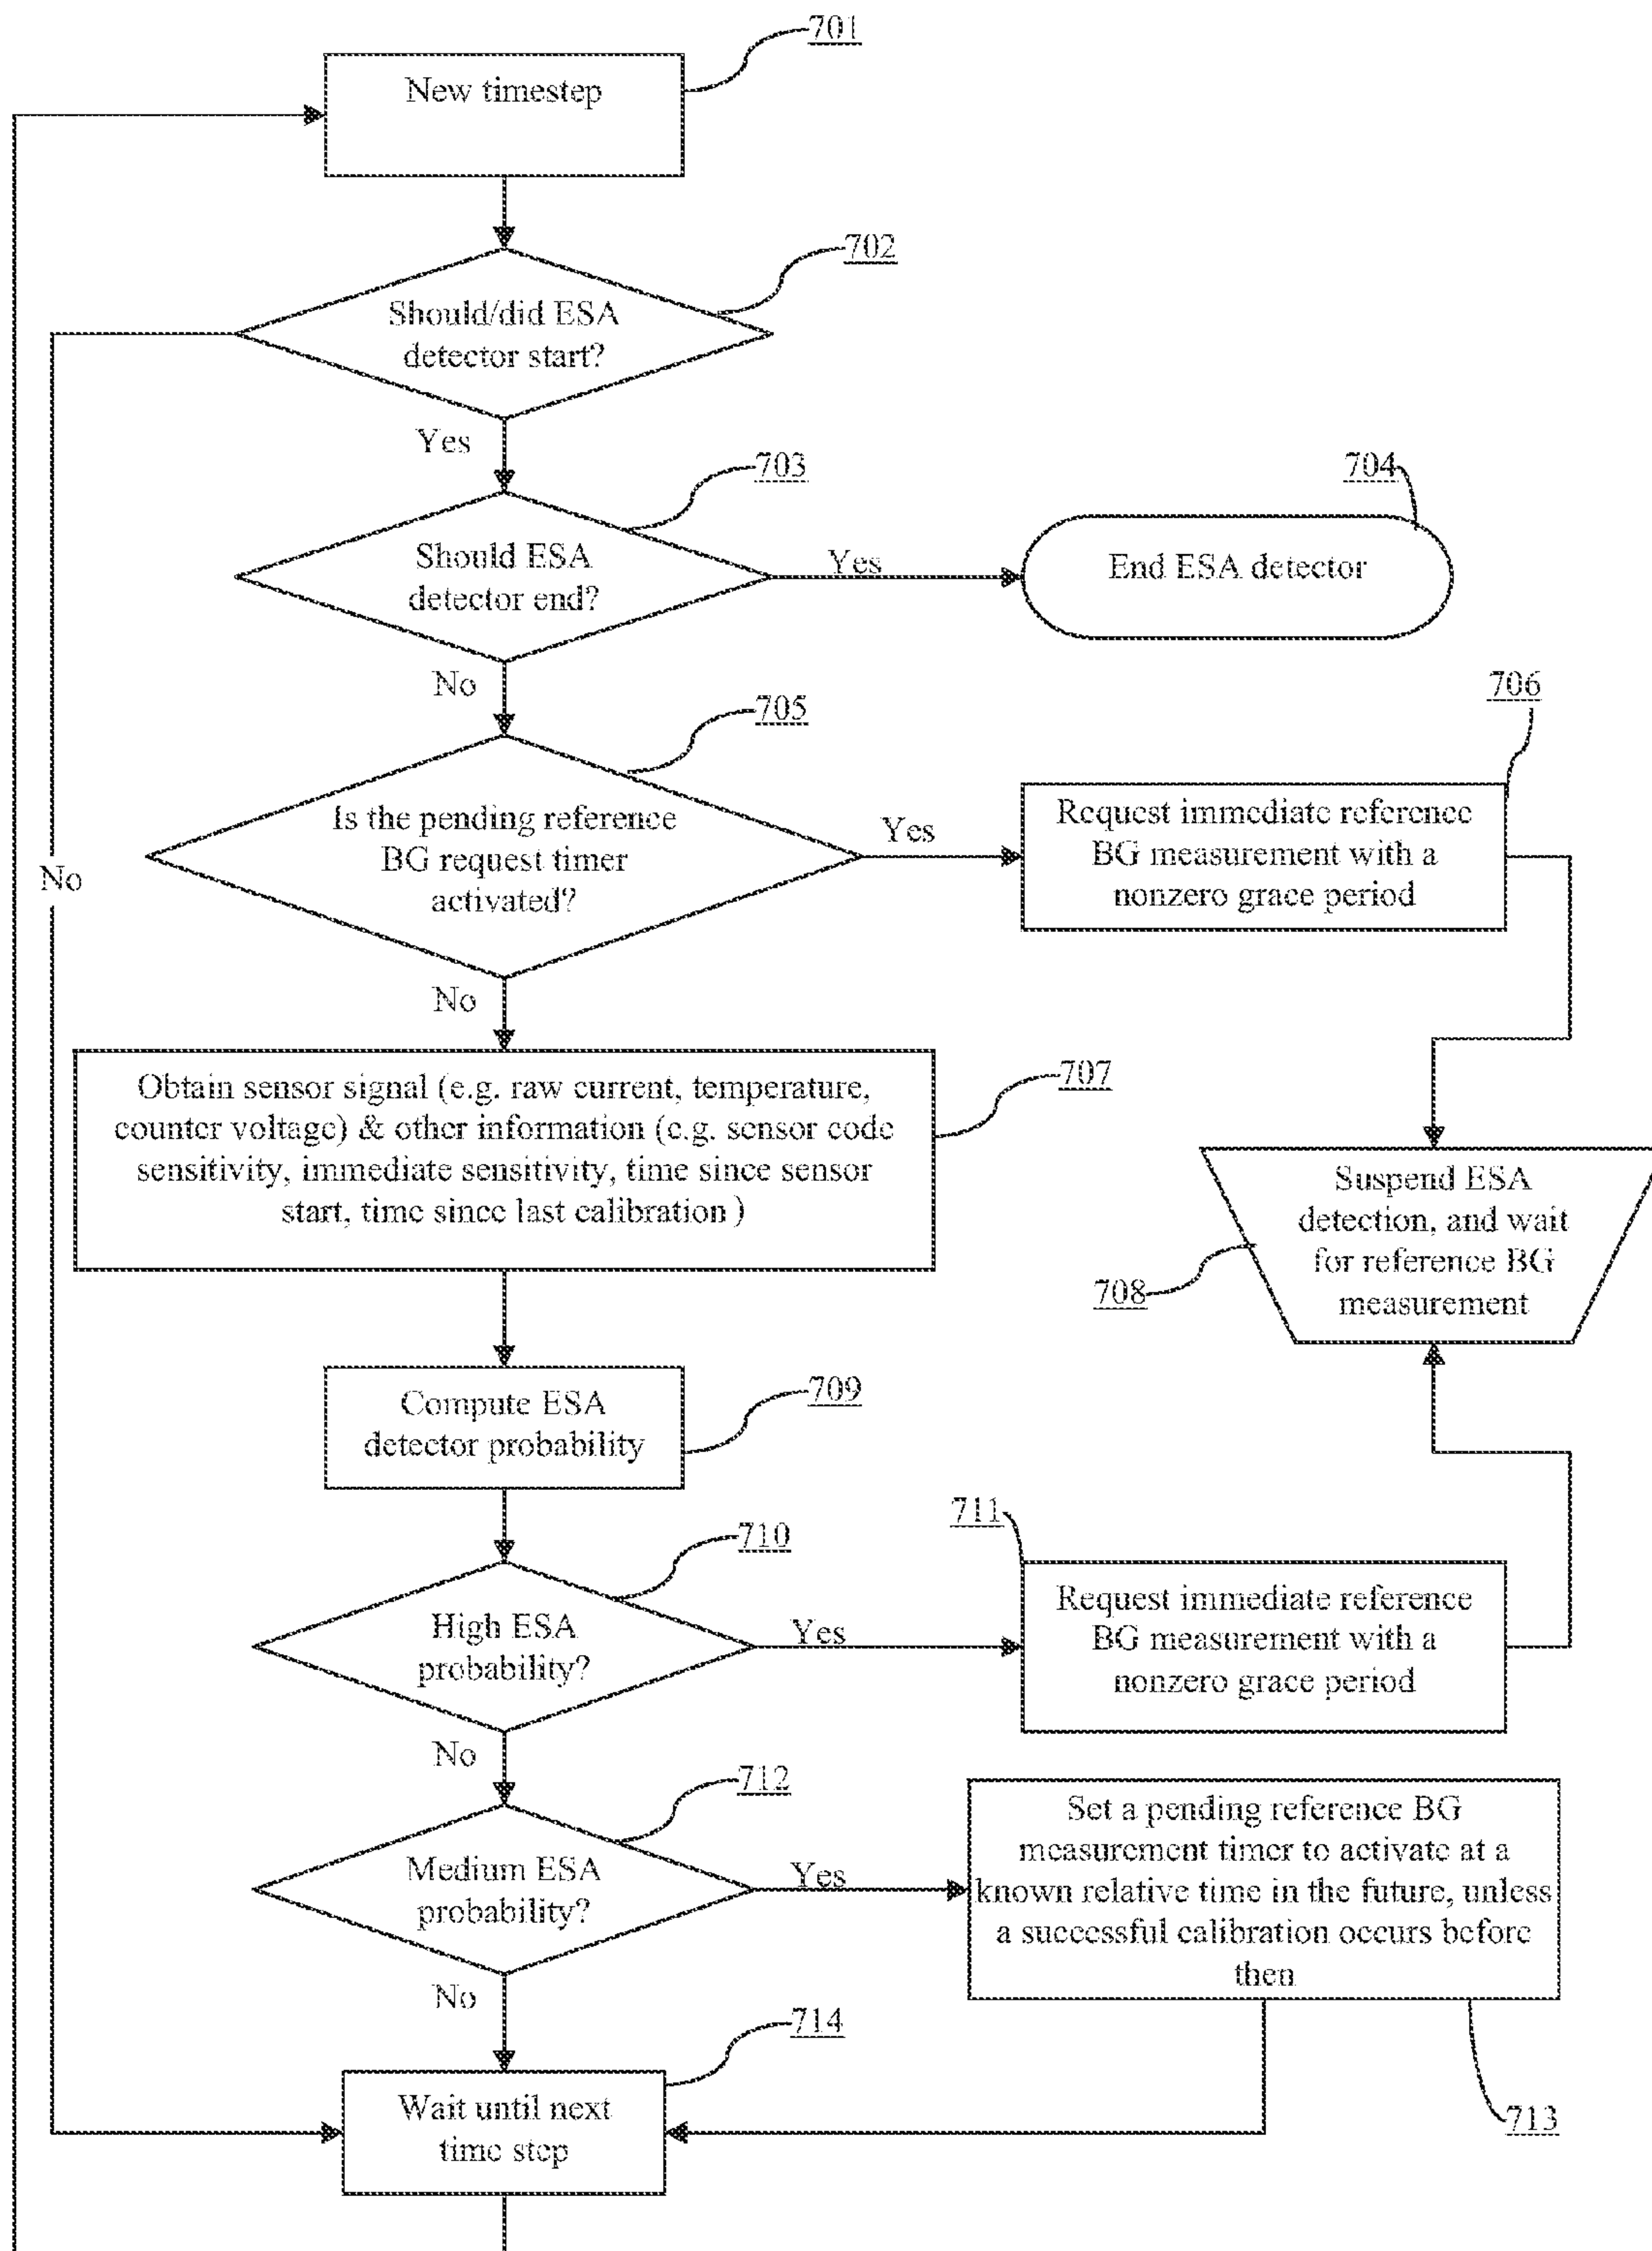 701
New timestep
702
Should/did ESA
detector start?
Yes
703
704
Should ESA
detector end?
Yes
End ESA detector
No
705
706
Is the pending reference
BG request timer
activated?
Yes
Request immediate reference
BG measurement with a
nonzero grace period
No
No
707
Obtain sensor signal (e.g. raw current, temperature,
counter voltage) & other information (e.g. sensor code
sensitivity, immediate sensitivity, time since sensor
start, time since last calibration )
Suspend ESA
detection, and wait
for reference BG
measurement
708
709
Compute ESA
detector probability
710
711
High ESA
probability?
Yes
Request immediate reference
BG measurement with a
nonzero grace period
No
712
Medium ESA
probability?
Yes
Set a pending reference BG
measurement timer to activate at a
known relative time in the future, unless
a successful calibration occurs before
then
No
714
713
Wait until next
time step